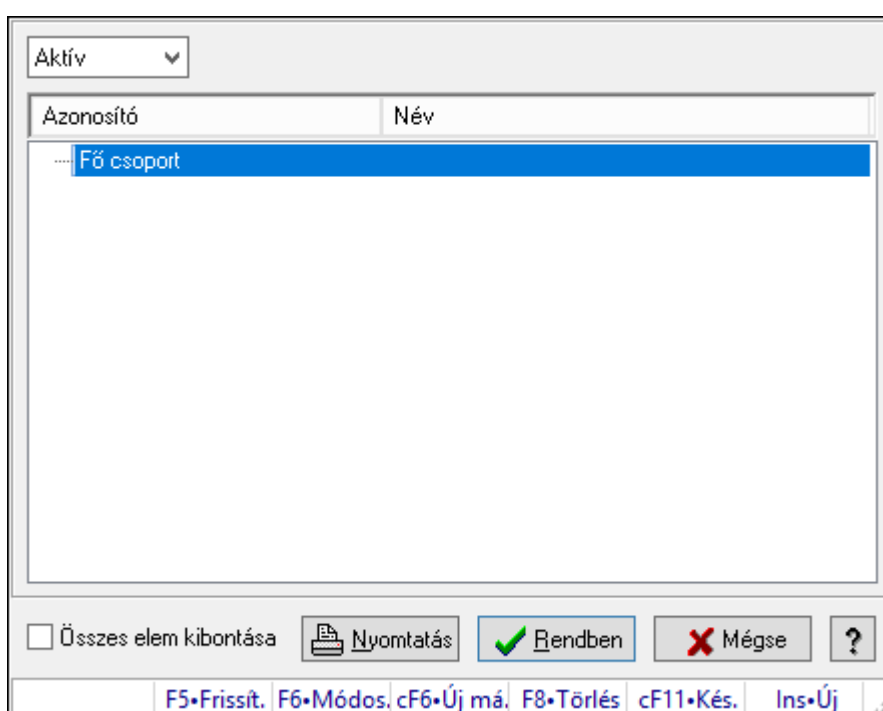 Aktív
Azonosító Név
Fő csoport
Összes elem kibontása Nyomtatás Rendben Mégse ?
F5•Frissít. F6•Módos. cF6•Új má. F8•Törlés cF11•Kés. Ins•Új